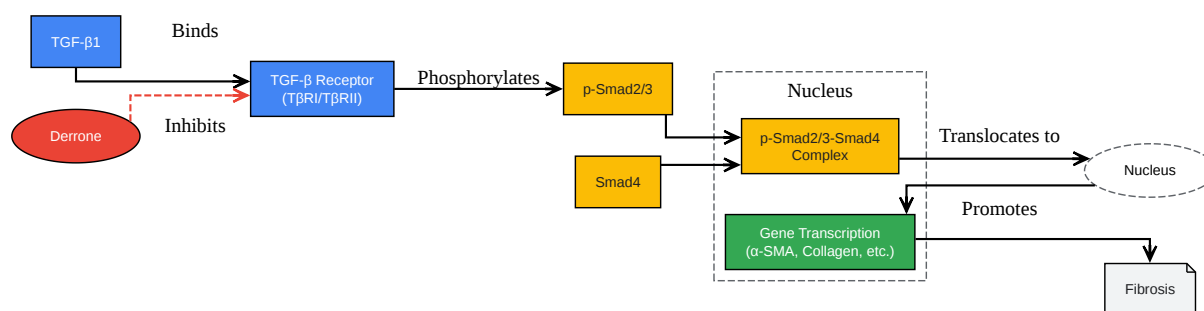 TGF-β1
Binds
TGF-β Receptor
(TβRI/TβRII)
Derrone
Inhibits
Phosphorylates
p-Smad2/3
Smad4
Nucleus
p-Smad2/3-Smad4
Complex
Translocates to
Nucleus
Gene Transcription
(α-SMA, Collagen, etc.)
Promotes
Fibrosis